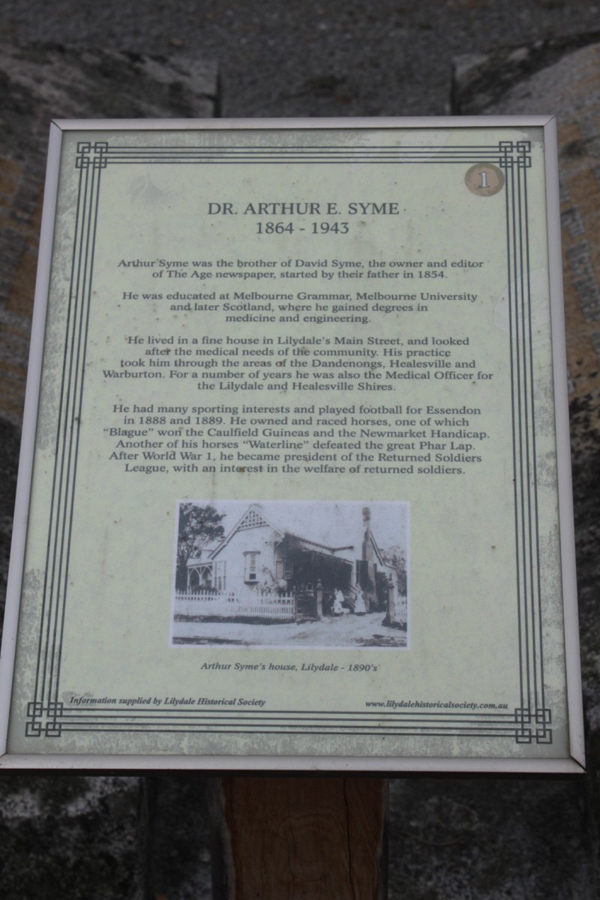 1
DR. ARTHUR E. SYME
1864 - 1943
Arthur Syme was the brother of David Syme, the owner and editor
of The Age newspaper, started by their father in 1854.
He was educated at Melbourne Grammar, Melbourne University
and later Scotland, where he gained degrees in
medicine and engineering.
He lived in a fine house in Lilydale's Main Street, and looked
after the medical needs of the community. His practice
took him through the areas of the Dandenongs, Healesville and
Warburton. For a number of years he was also the Medical Officer for
the Lilydale and Healesville Shires.
He had many sporting interests and played football for Essendon
in 1888 and 1889. He owned and raced horses, one of which
"Blague" won the Caulfield Guineas and the Newmarket Handicap.
Another of his horses "Waterline" defeated the great Phar Lap.
After World War 1, he became president of the Returned Soldiers
League, with an interest in the welfare of returned soldiers.
Arthur Syme's house, Lilydale - 1890's'
Information supplied by Lilydale Historical Society
www.lilydalehistoricalsociety.com.au